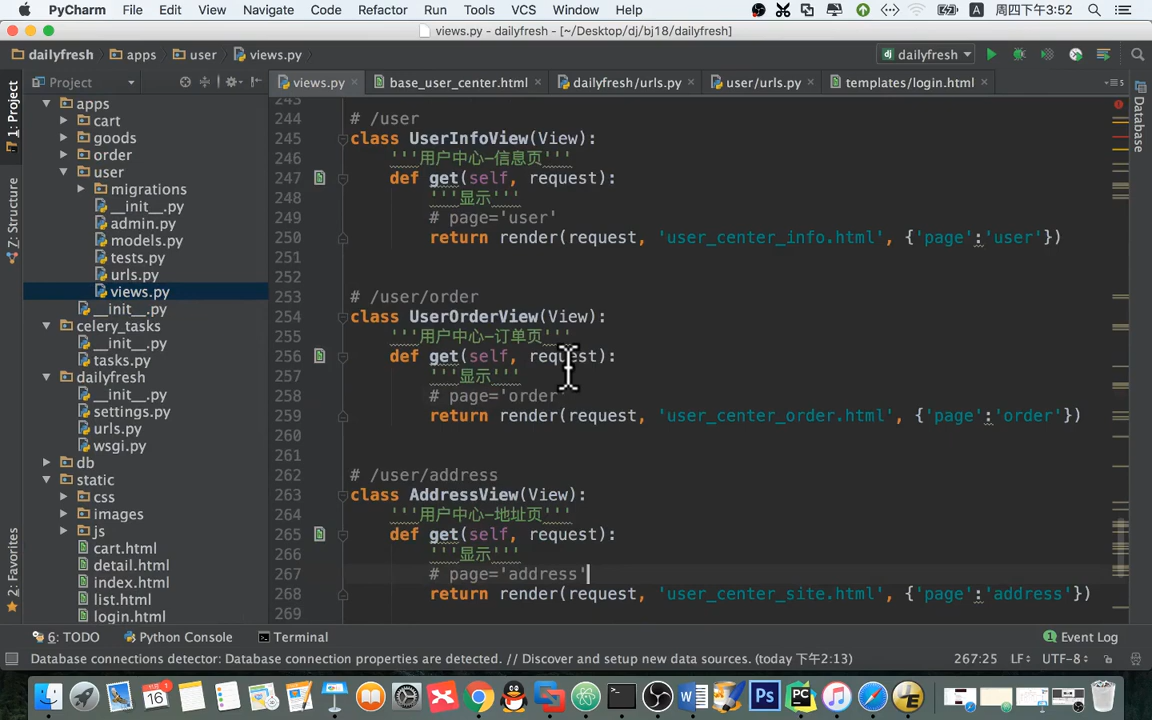 PyCharm File Edit View Navigate Code Refactor Run Tools VCS Window Help 周四下午3:52
views.py - dailyfresh - [~/Desktop/dj/bj18/dailyfresh]
dailyfresh apps user views.py dailyfresh
Project views.py base_user_center.html dailyfresh/urls.py user/urls.py templates/login.html
1: Project
7: Structure
2: Favorites
Database
apps
cart
goods
order
user
migrations
__init__.py
admin.py
models.py
tests.py
urls.py
views.py
__init__.py
celery_tasks
__init__.py
tasks.py
dailyfresh
__init__.py
settings.py
urls.py
wsgi.py
db
static
css
images
js
cart.html
detail.html
index.html
list.html
login.html
243
244 # /user
245 class UserInfoView(View):
246 '''用户中心-信息页'''
247 def get(self, request):
248 '''显示'''
249 # page='user'
250 return render(request, 'user_center_info.html', {'page':'user'})
251
252
253 # /user/order
254 class UserOrderView(View):
255 '''用户中心-订单页'''
256 def get(self, request):
257 '''显示'''
258 # page='order'
259 return render(request, 'user_center_order.html', {'page':'order'})
260
261
262 # /user/address
263 class AddressView(View):
264 '''用户中心-地址页'''
265 def get(self, request):
266 '''显示'''
267 # page='address'
268 return render(request, 'user_center_site.html', {'page':'address'})
269
6: TODO Python Console Terminal 1 Event Log
Database connections detector: Database connection properties are detected. // Discover and setup new data sources. (today 下午2:13) 267:25 LF÷ UTF-8÷